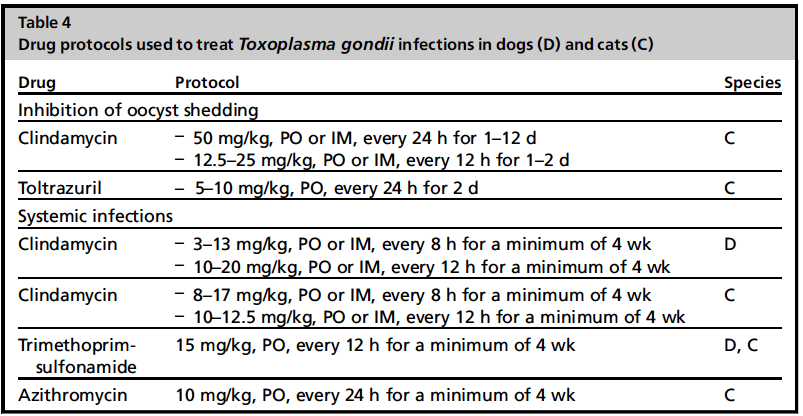 Table 4
Drug protocols used to treat Toxoplasma gondii infections in dogs (D) and cats (C)
Drug Protocol Species
Inhibition of oocyst shedding
Clindamycin – 50 mg/kg, PO or IM, every 24 h for 1–12 d C
– 12.5–25 mg/kg, PO or IM, every 12 h for 1–2 d
Toltrazuril – 5–10 mg/kg, PO, every 24 h for 2 d C
Systemic infections
Clindamycin – 3–13 mg/kg, PO or IM, every 8 h for a minimum of 4 wk D
– 10–20 mg/kg, PO or IM, every 12 h for a minimum of 4 wk
Clindamycin – 8–17 mg/kg, PO or IM, every 8 h for a minimum of 4 wk C
– 10–12.5 mg/kg, PO or IM, every 12 h for a minimum of 4 wk
Trimethoprim- 15 mg/kg, PO, every 12 h for a minimum of 4 wk D, C
sulfonamide
Azithromycin 10 mg/kg, PO, every 24 h for a minimum of 4 wk C